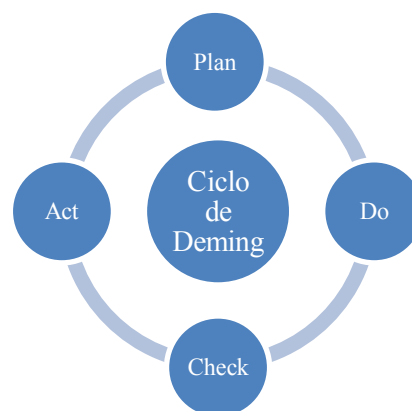 Plan
Ciclo
de
Deming
Act
Do
Check